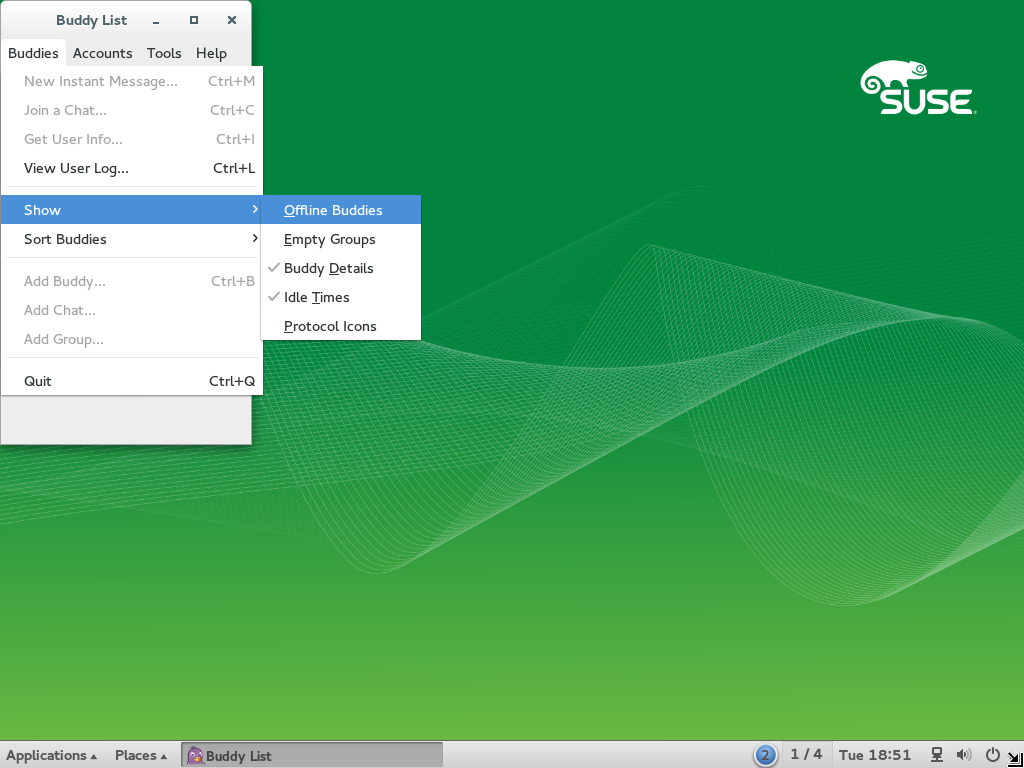 Buddy List
Buddies Accounts Tools Help
New Instant Message... Ctrl+M
Join a Chat... Ctrl+C
Get User Info... Ctrl+I
View User Log... Ctrl+L
Show
Sort Buddies
Add Buddy... Ctrl+B
Add Chat...
Add Group...
Quit Ctrl+Q
Offline Buddies
Empty Groups
Buddy Details
Idle Times
Protocol Icons
SUSE
Applications Places Buddy List 2 1 / 4 Tue 18:51